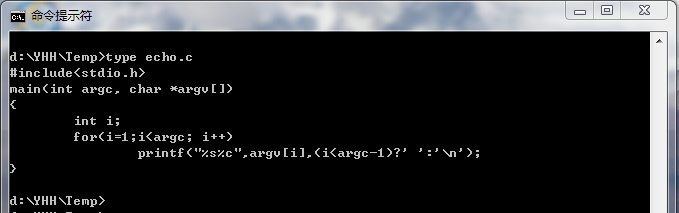 命令提示符
d:\YHH\Temp>type echo.c
#include<stdio.h>
main(int argc, char *argv[])
{
        int i;
        for(i=1;i<argc; i++)
                printf("%s%c",argv[i],(i<argc-1)?' ':'\n');
}
d:\YHH\Temp>